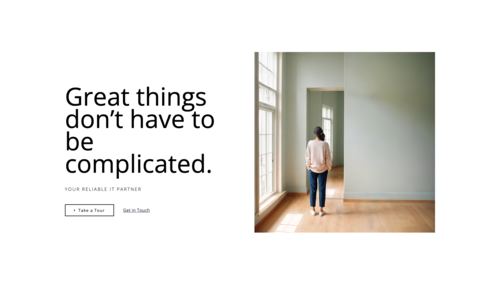 Great things
don’t have to
be
complicated.
YOUR RELIABLE IT PARTNER
Take a Tour
Get in Touch